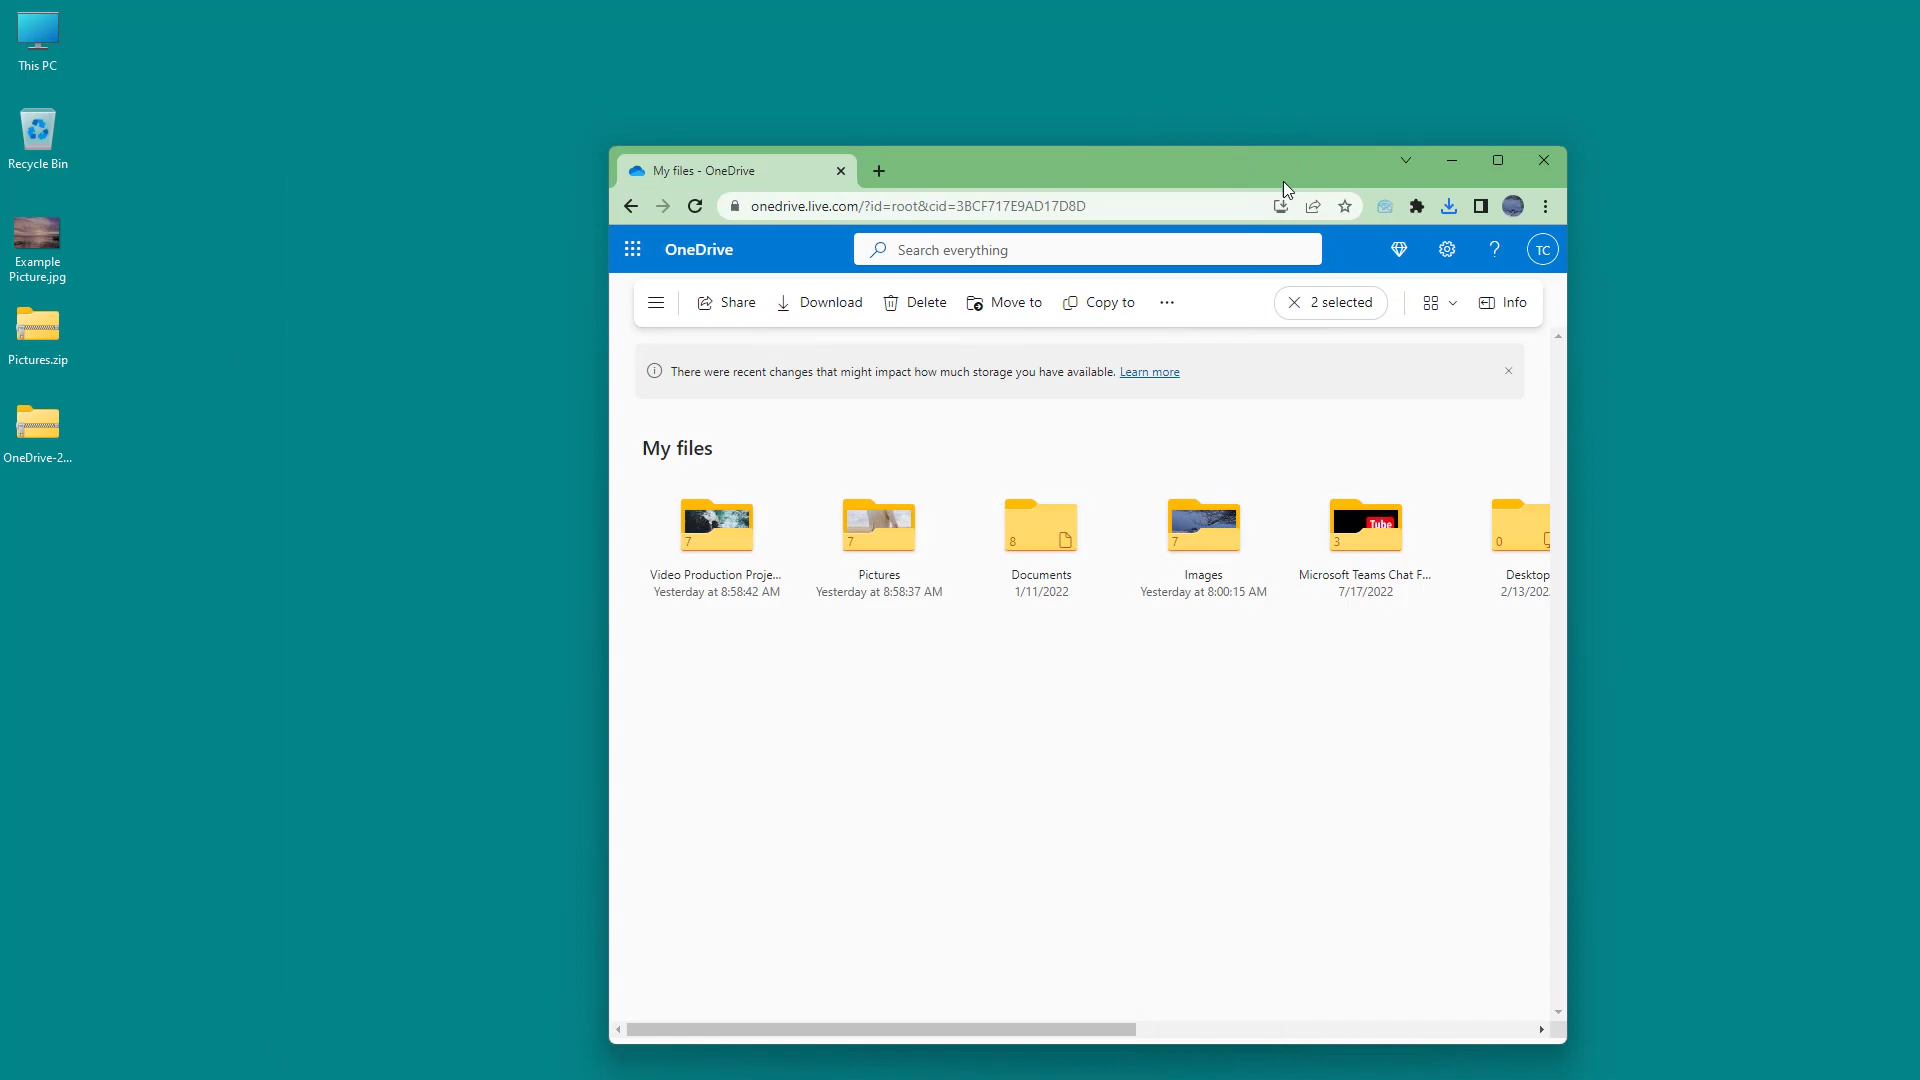 This PC
Recycle Bin
Example
Picture.jpg
Pictures.zip
OneDrive-2...
My files - OneDrive
onedrive.live.com/?id=root&cid=3BCF717E9AD17D8D
OneDrive
Search everything
TC
Share
Download
Delete
Move to
Copy to
2 selected
Info
There were recent changes that might impact how much storage you have available. Learn more
My files
7
7
8
7
Tube
3
0
Video Production Proje...
Pictures
Documents
Images
Microsoft Teams Chat F...
Desktop
Yesterday at 8:58:42 AM
Yesterday at 8:58:37 AM
1/11/2022
Yesterday at 8:00:15 AM
7/17/2022
2/13/202